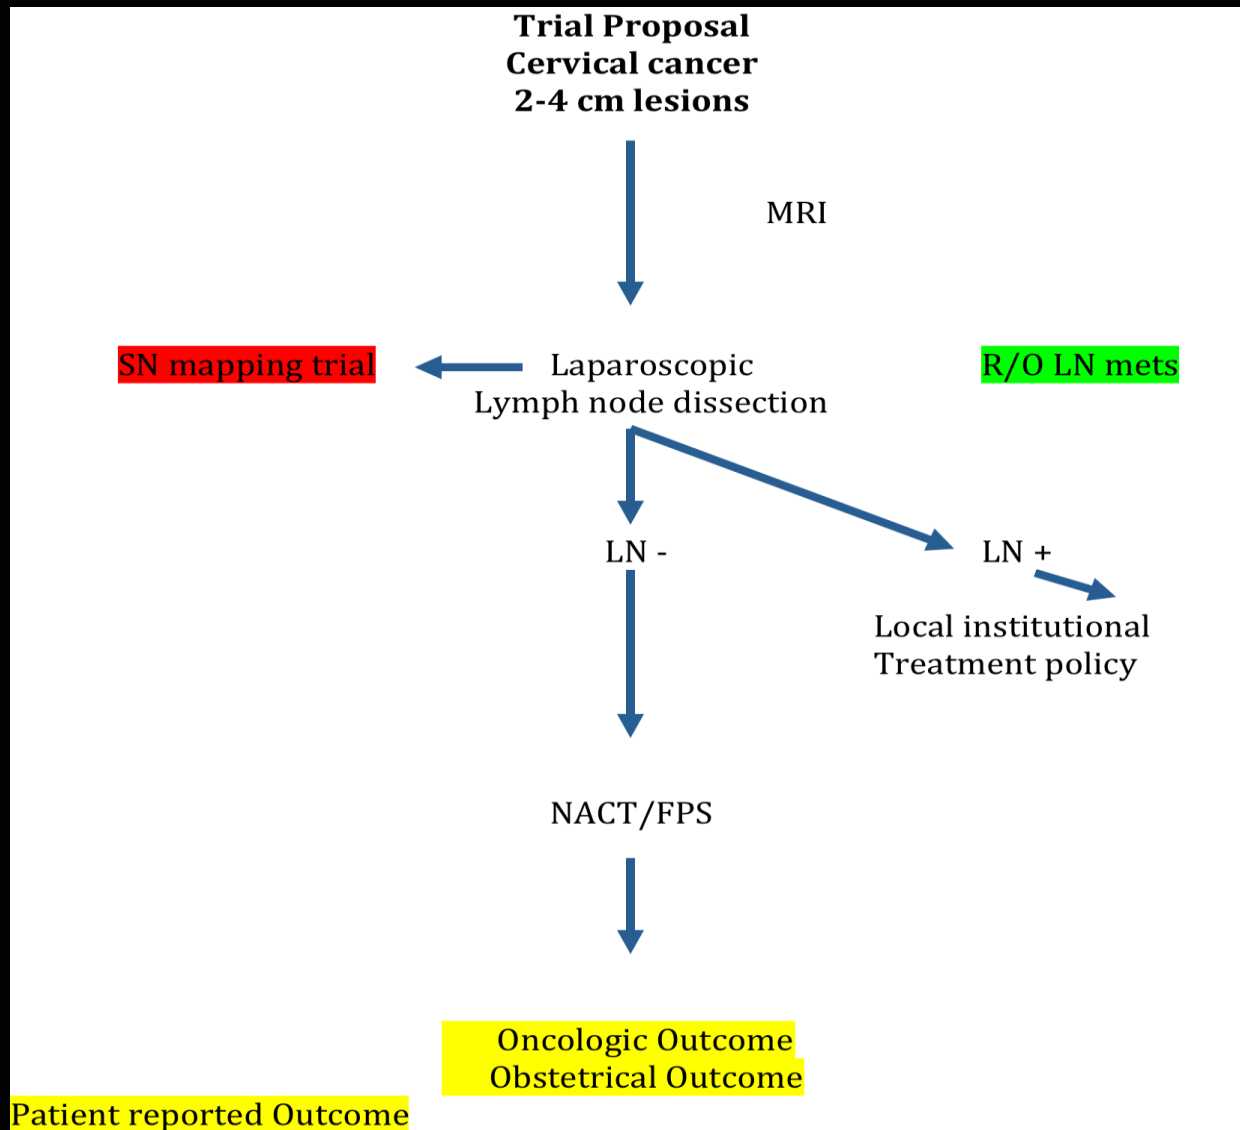 Trial Proposal
Cervical cancer
2-4 cm lesions
MRI
SN mapping trial
Laparoscopic
Lymph node dissection
R/O LN mets
LN -
LN +
Local institutional
Treatment policy
NACT/FPS
Oncologic Outcome
Obstetrical Outcome
Patient reported Outcome